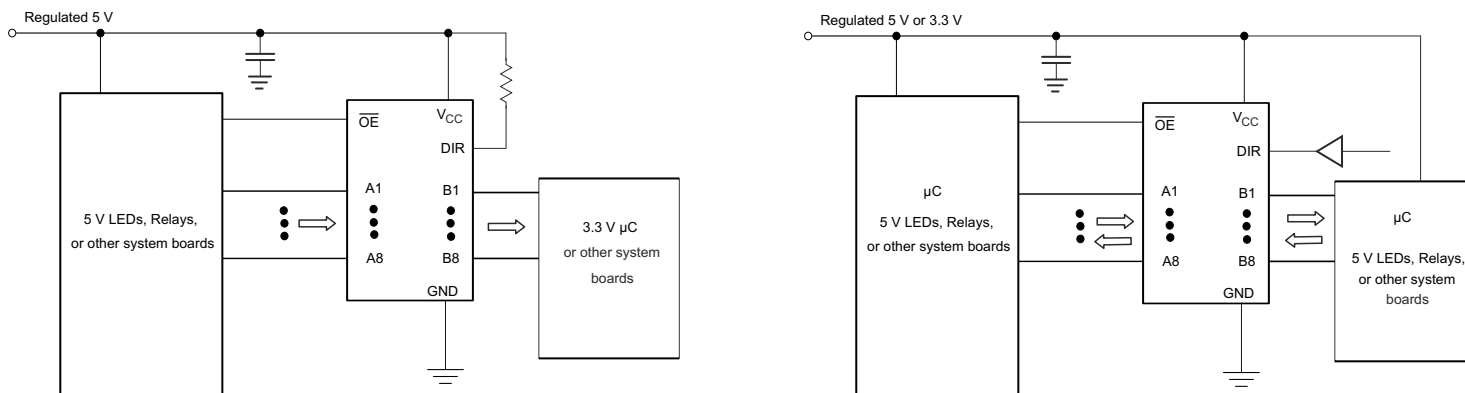 Regulated 5 V
OE
VCC
DIR
A1
B1
5 V LEDs, Relays,
or other system boards
A8
B8
GND
3.3 V µC
or other system
boards
Regulated 5 V or 3.3 V
OE
VCC
DIR
A1
B1
µC
5 V LEDs, Relays,
or other system boards
A8
B8
GND
µC
5 V LEDs, Relays,
or other system
boards